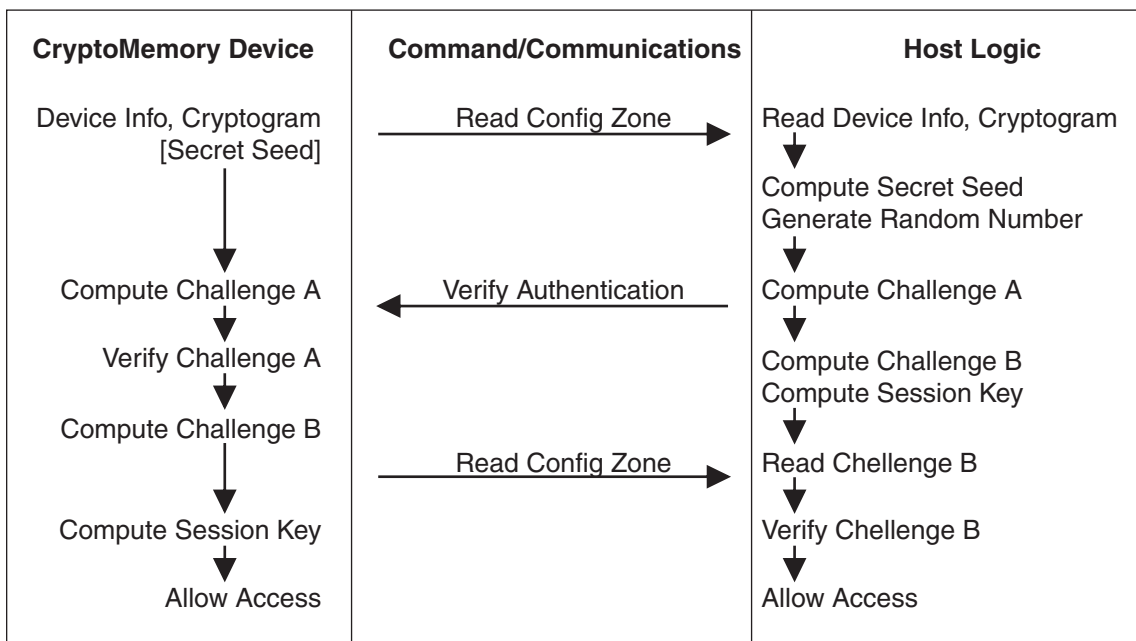 CryptoMemory Device
Command/Communications
Host Logic
Device Info, Cryptogram
[Secret Seed]
Read Config Zone
Read Device Info, Cryptogram
Compute Secret Seed
Generate Random Number
Compute Challenge A
Verify Authentication
Compute Challenge A
Verify Challenge A
Compute Challenge B
Compute Session Key
Compute Challenge B
Read Config Zone
Read Chellenge B
Compute Session Key
Verify Chellenge B
Allow Access
Allow Access